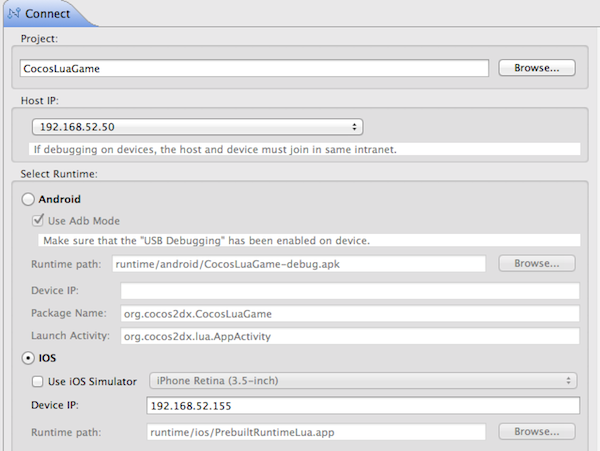 Connect
Project:
CocosLuaGame Browse...
Host IP:
192.168.52.50
If debugging on devices, the host and device must join in same intranet.
Select Runtime:
Android
Use Adb Mode
Make sure that the "USB Debugging" has been enabled on device.
Runtime path: runtime/android/CocosLuaGame-debug.apk Browse...
Device IP:
Package Name: org.cocos2dx.CocosLuaGame
Launch Activity: org.cocos2dx.lua.AppActivity
IOS
Use iOS Simulator iPhone Retina (3.5-inch)
Device IP: 192.168.52.155
Runtime path: runtime/ios/PrebuiltRuntimeLua.app Browse...